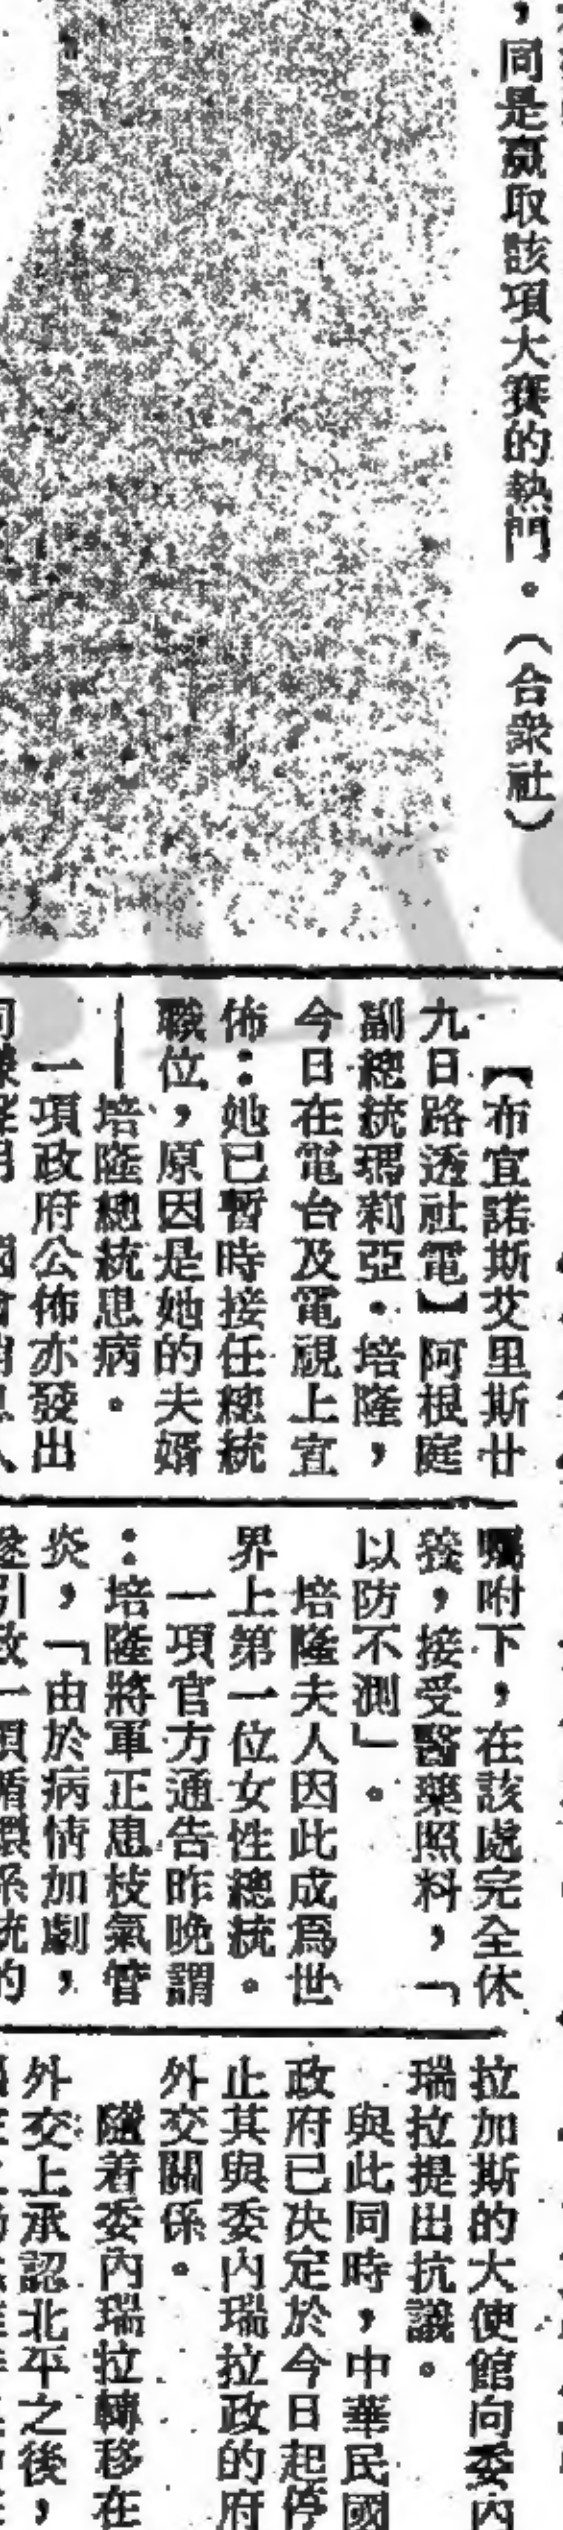 ，同是贏取該項大賽的熱門。（合衆社）
【布宜諾斯艾里斯廿
九日路透社電】阿根庭
副總統瑪莉亞·培隆，
今日在電台及電視上宣
佈：她已暫時接任總統
職位，原因是她的夫婿
——培隆總統患病。
一項政府公佈亦發出
囑咐下，在該處完全休
養，接受醫藥照料，「
以防不測」。
培隆夫人因此成爲世
界上第一位女性總統。
一項官方通告昨晚謂
：培隆將軍正患枝氣管
炎，「由於病情加劇，
拉加斯的大使館向委內
瑞拉提出抗議。
與此同時，中華民國
政府已决定於今日起停
止其與委內瑞拉政的府
外交關係。
隨着委內瑞拉轉移在
外交上承認北平之後，